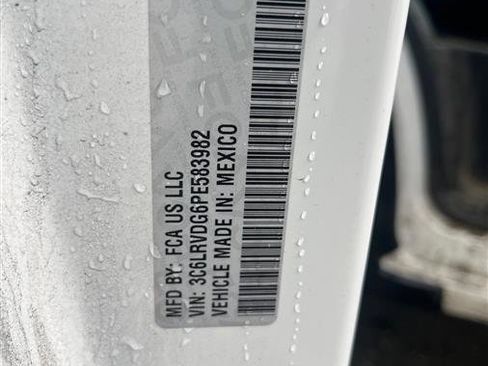 MFD BY: FCA US LLC
VIN: 3C6LRVDG6PE583982
VEHICLE MADE IN: MEXICO